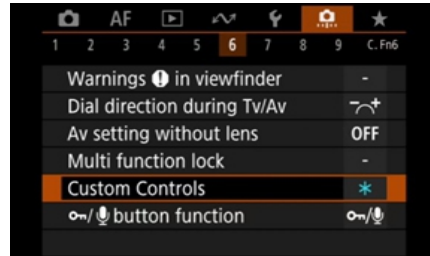 AF
1 2 3 4 5 6 7 8 9 C.Fn6
Warnings ! in viewfinder -
Dial direction during Tv/Av -+
Av setting without lens OFF
Multi function lock -
Custom Controls *
/ button function /